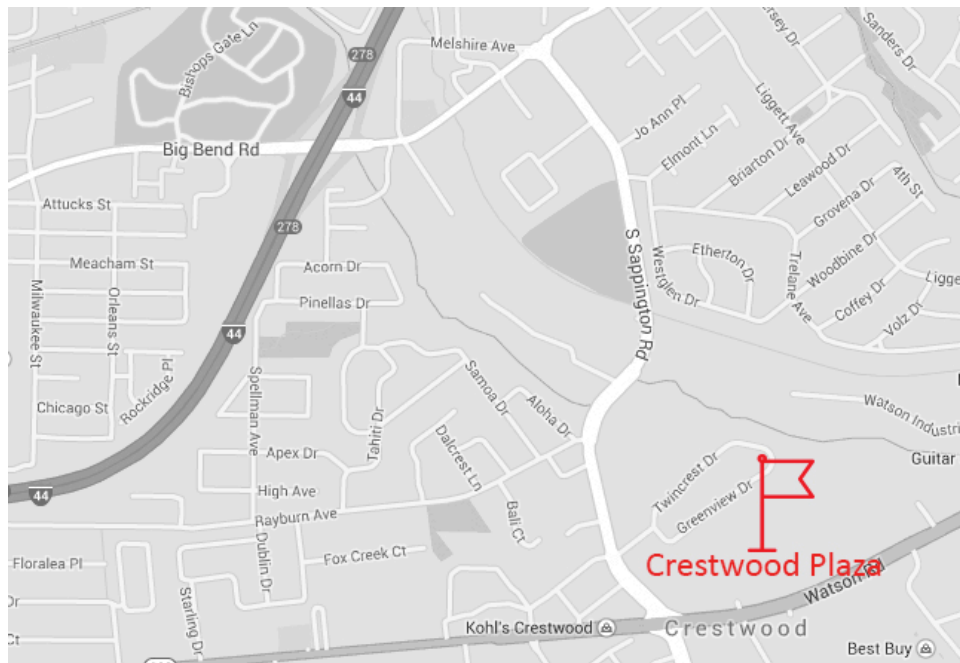 Bishops Gate Ln
278
44
Melshire Ave
Big Bend Rd
ersey Dr
Sanders Dr
Liggett Ave
Jo Ann Pl
Elmont Ln
Briarton Dr
Leawood Dr
Grovena Dr
4th St
Attucks St
278
S Sappington Rd
Westglen Dr
Etherton Dr
Trelane Ave
Woodbine Dr
Coffey Dr
Volz Dr
Ligge
Meacham St
Milwaukee St
Orleans St
Acorn Dr
Pinellas Dr
44
Rockridge Pl
Chicago St
Spellman Ave
Tahiti Dr
Samoa Dr
Aloha Dr
Watson Industri
Apex Dr
Dalcrest Ln
Guitar
44
High Ave
Rayburn Ave
Bali Ct
Twincrest Dr
Greenview Dr
Floralea Pl
Dublin Dr
Fox Creek Ct
Crestwood Plaza
Watson Rd
Dr
Starling Dr
Ct
Kohl's Crestwood
Crestwood
Best Buy